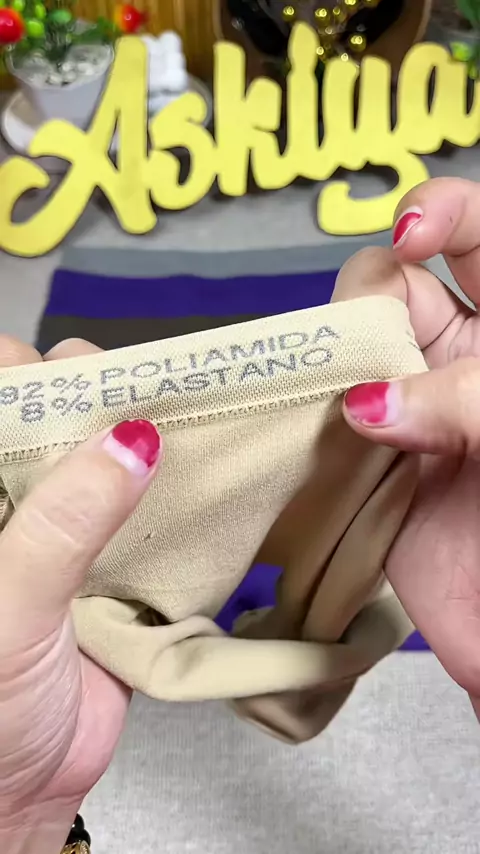 Askiya
92% POLIAMIDA
8% ELASTANO